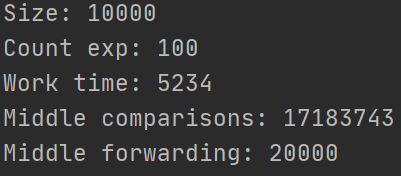 Size: 10000
Count exp: 100
Work time: 5234
Middle comparisons: 17183743
Middle forwarding: 20000